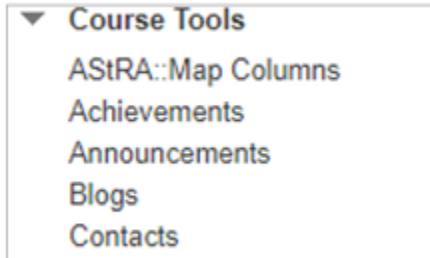 Course Tools
AStRA::Map Columns
Achievements
Announcements
Blogs
Contacts